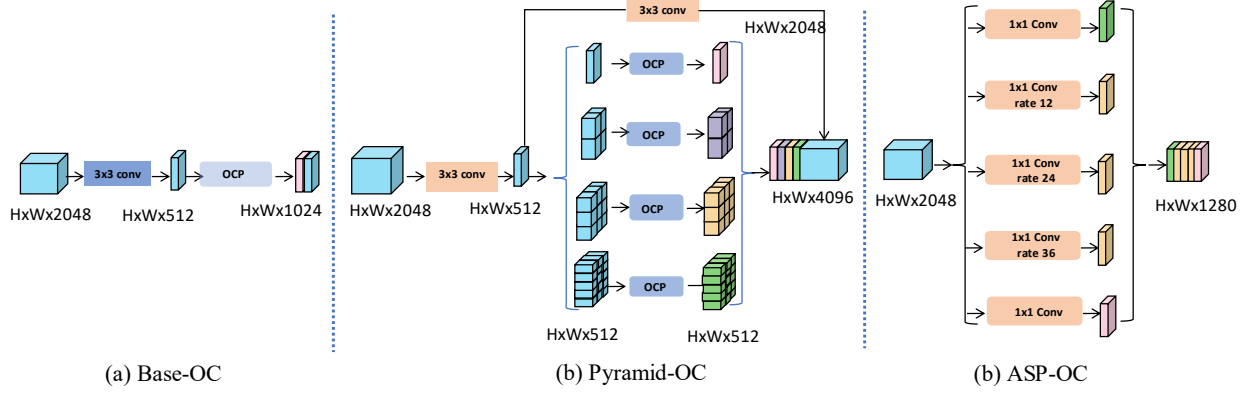 3x3 conv
OCP
HxWx2048
HxWx512
HxWx1024
(a) Base-OC
3x3 conv
HxWx2048
OCP
OCP
3x3 conv
HxWx2048
HxWx512
HxWx4096
OCP
OCP
HxWx512
HxWx512
(b) Pyramid-OC
1x1 Conv
1x1 Conv
rate 12
1x1 Conv
rate 24
HxWx2048
HxWx1280
1x1 Conv
rate 36
1x1 Conv
(b) ASP-OC